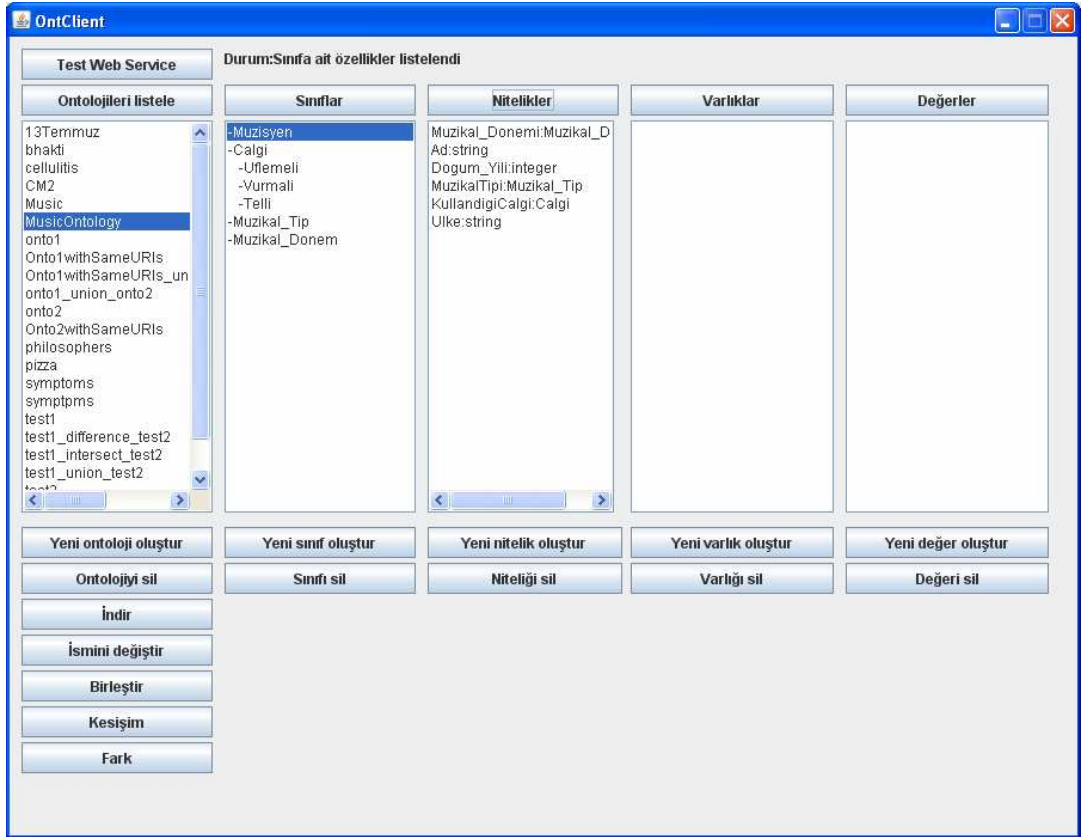 OntClient
Test Web Service
Durum:Sınıfa ait özellikler listelendi
Ontolojileri listele
Sınıflar
Nitelikler
Varlıklar
Değerler
13Temmuz
bhakti
cellulitis
CM2
Music
MusicOntology
onto1
Onto1withSameURIs
Onto1withSameURIs_un
onto1_union_onto2
onto2
Onto2withSameURIs
philosophers
pizza
symptoms
symptpms
test1
test1_difference_test2
test1_intersect_test2
test1_union_test2
test2
-Muzisyen
-Calgi
-Uflemeli
-Vurmali
-Telli
-Muzikal_Tip
-Muzikal_Donem
Muzikal_Donemi:Muzikal_D
Ad:string
Dogum_Yili:integer
MuzikalTipi:Muzikal_Tip
KullandigiCalgi:Calgi
Ulke:string
Yeni ontoloji oluştur
Yeni sınıf oluştur
Yeni nitelik oluştur
Yeni varlık oluştur
Yeni değer oluştur
Ontolojiyi sil
Sınıfı sil
Niteliği sil
Varlığı sil
Değeri sil
İndir
İsmini değiştir
Birleştir
Kesişim
Fark